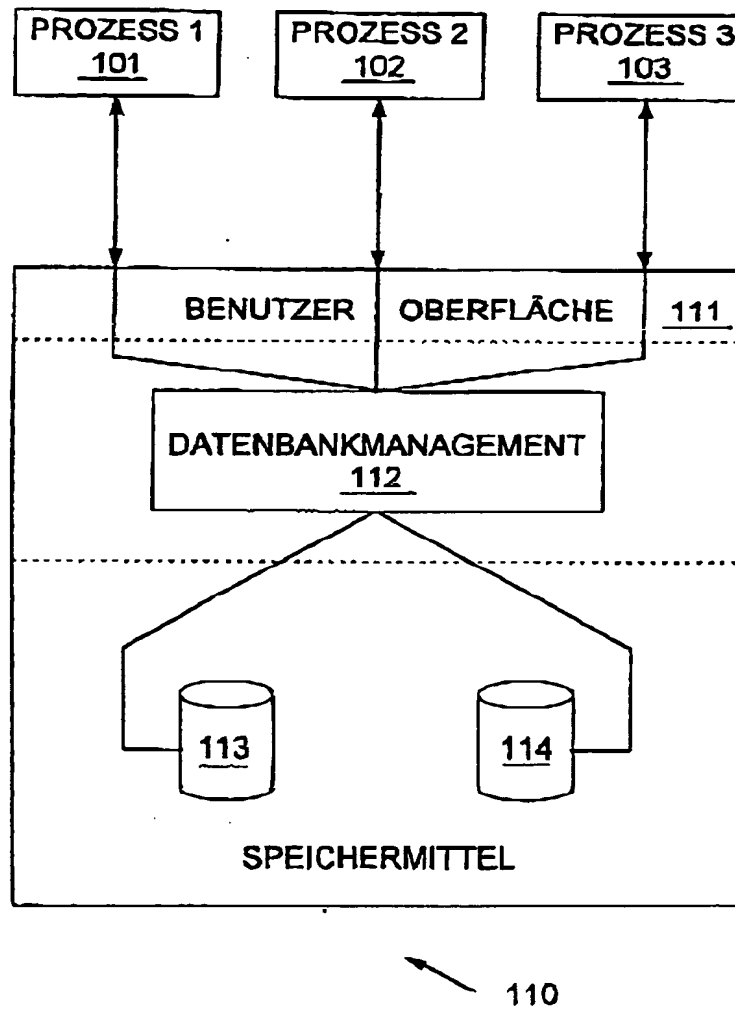 PROZESS 1
101
PROZESS 2
102
PROZESS 3
103
BENUTZER OBERFLÄCHE 111
DATENBANKMANAGEMENT
112
113
114
SPEICHERMITTEL
110